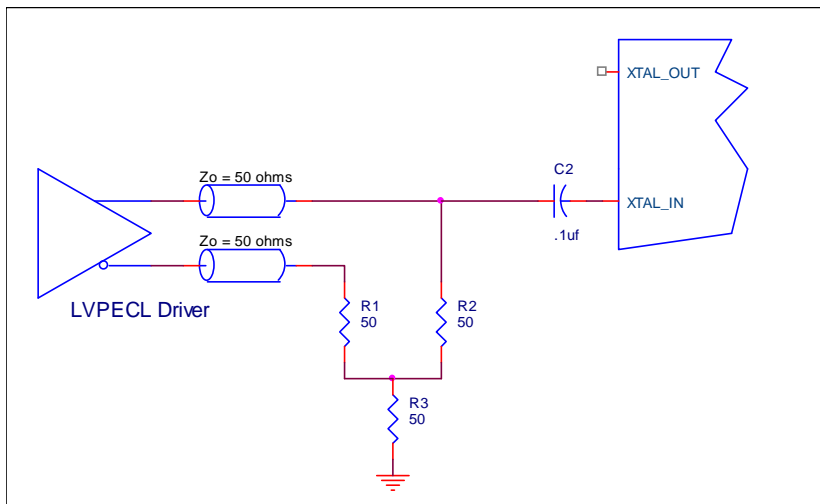 XTAL_OUT
C2
Zo = 50 ohms
XTAL_IN
.1uf
Zo = 50 ohms
LVPECL Driver
R1
50
R2
50
R3
50